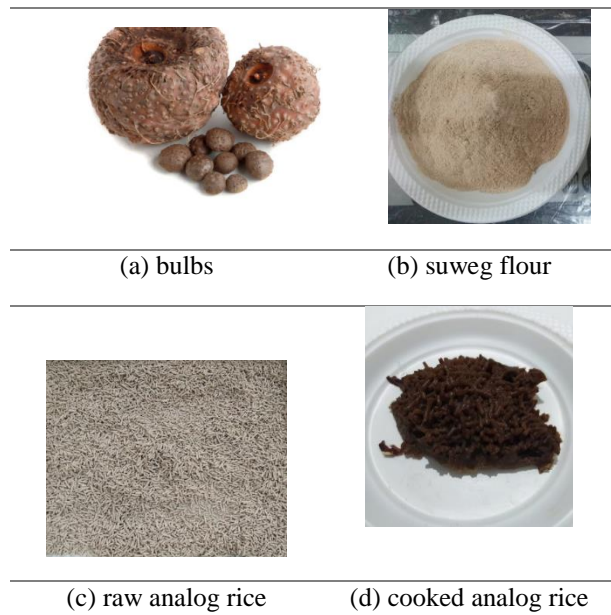 (a) bulbs
(b) suweg flour
(c) raw analog rice
(d) cooked analog rice